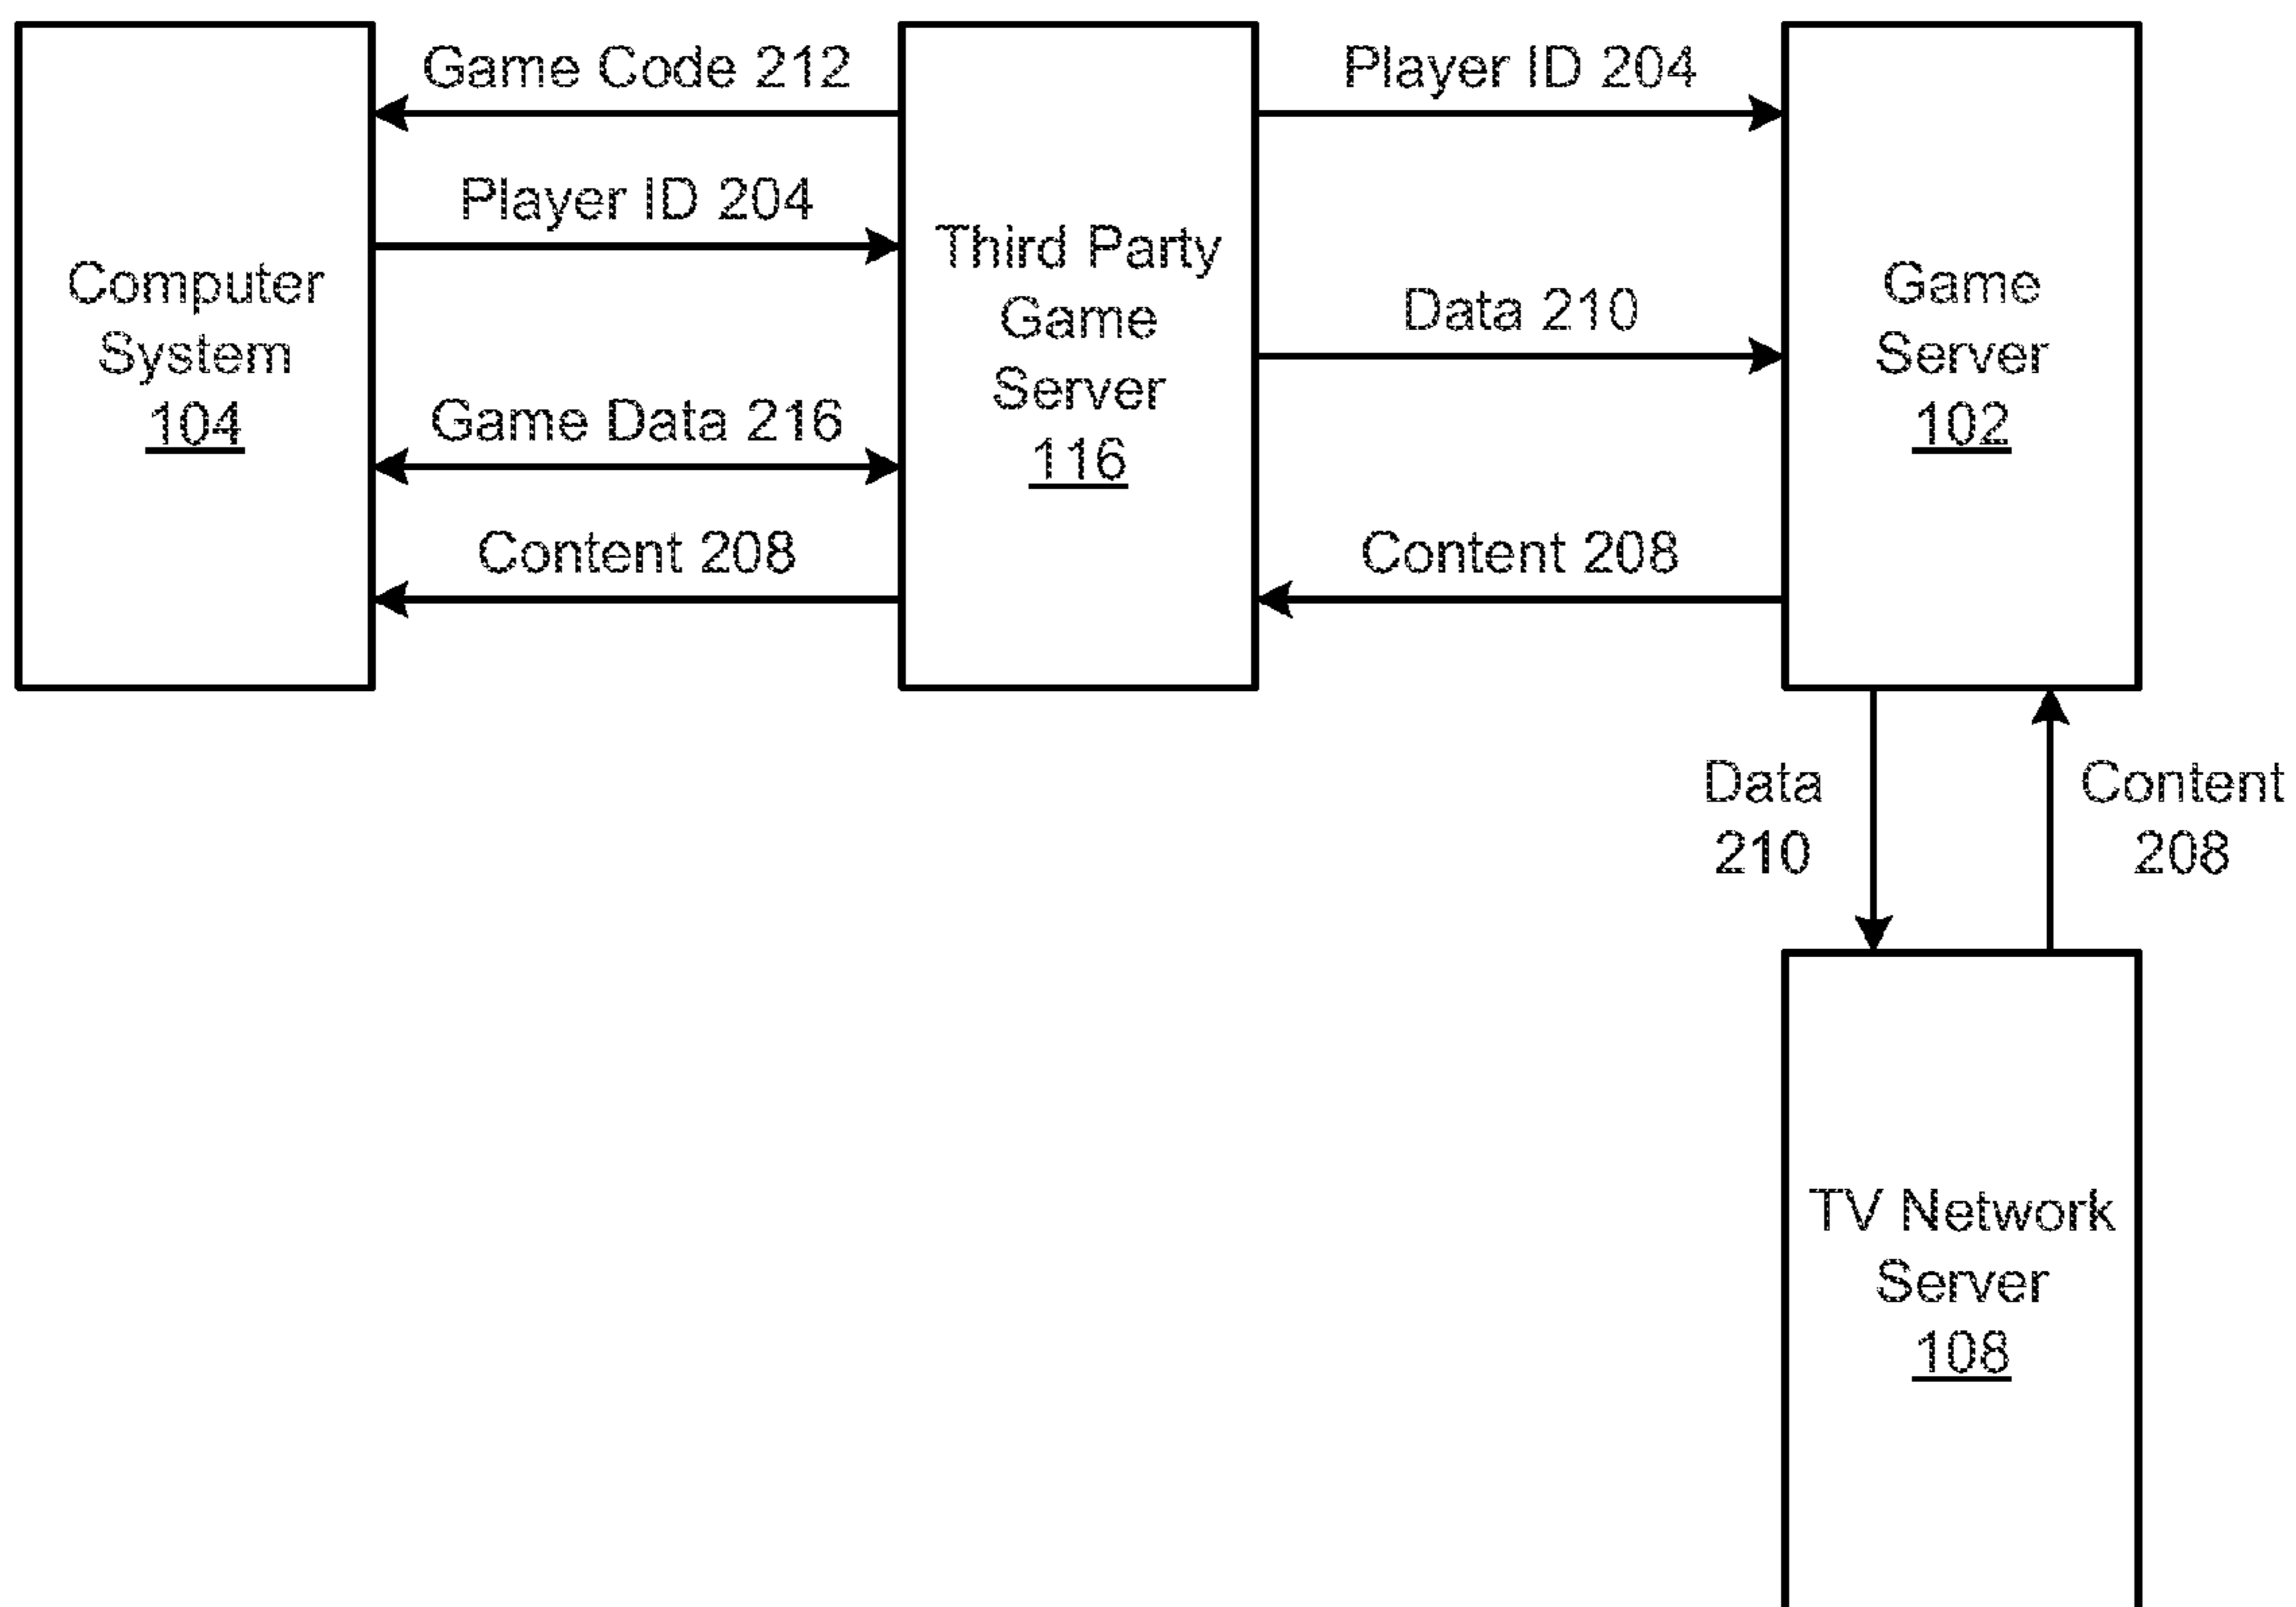 Game Code 212
Player ID 204
Player ID 204
Computer
System
104
Third Party
Game
Server
116
Data 210
Game
Server
102
Game Data 216
Content 208
Content 208
Data
210
Content
208
TV Network
Server
108